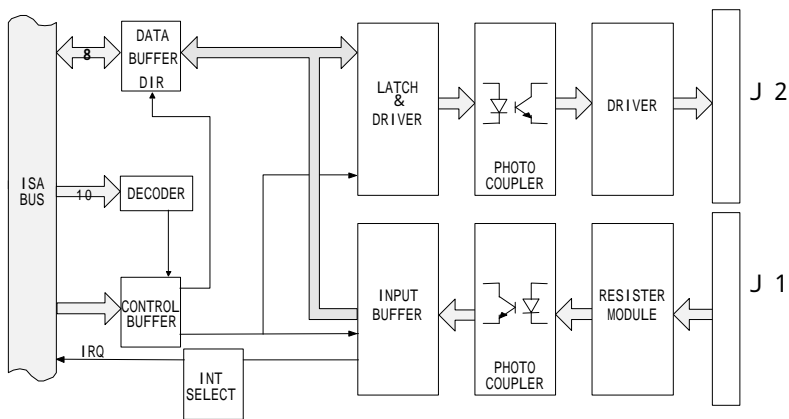 DATA
BUFFER
DIR
8
LATCH
&
DRIVER
PHOTO
COUPLER
DRIVER
J 2
ISA
BUS
10
DECODER
CONTROL
BUFFER
INPUT
BUFFER
PHOTO
COUPLER
RESISTER
MODULE
J 1
IRQ
INT
SELECT